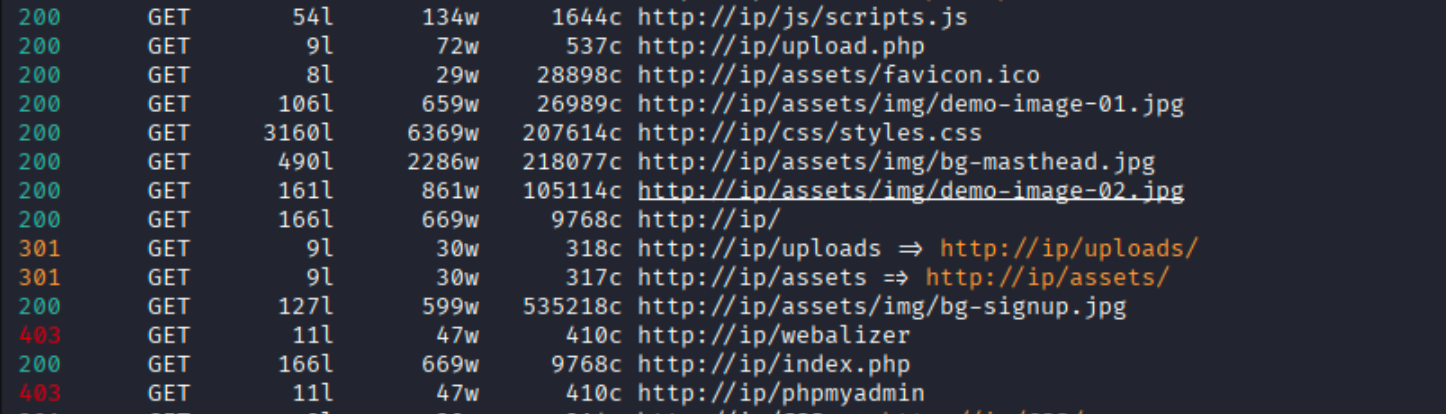 200 GET 54l 134w 1644c http://ip/js/scripts.js
200 GET 9l 72w 537c http://ip/upload.php
200 GET 8l 29w 28898c http://ip/assets/favicon.ico
200 GET 106l 659w 26989c http://ip/assets/img/demo-image-01.jpg
200 GET 3160l 6369w 207614c http://ip/css/styles.css
200 GET 490l 2286w 218077c http://ip/assets/img/bg-masthead.jpg
200 GET 161l 861w 105114c http://ip/assets/img/demo-image-02.jpg
200 GET 166l 669w 9768c http://ip/
301 GET 9l 30w 318c http://ip/uploads => http://ip/uploads/
301 GET 9l 30w 317c http://ip/assets => http://ip/assets/
200 GET 127l 599w 535218c http://ip/assets/img/bg-signup.jpg
403 GET 11l 47w 410c http://ip/webalizer
200 GET 166l 669w 9768c http://ip/index.php
403 GET 11l 47w 410c http://ip/phpmyadmin